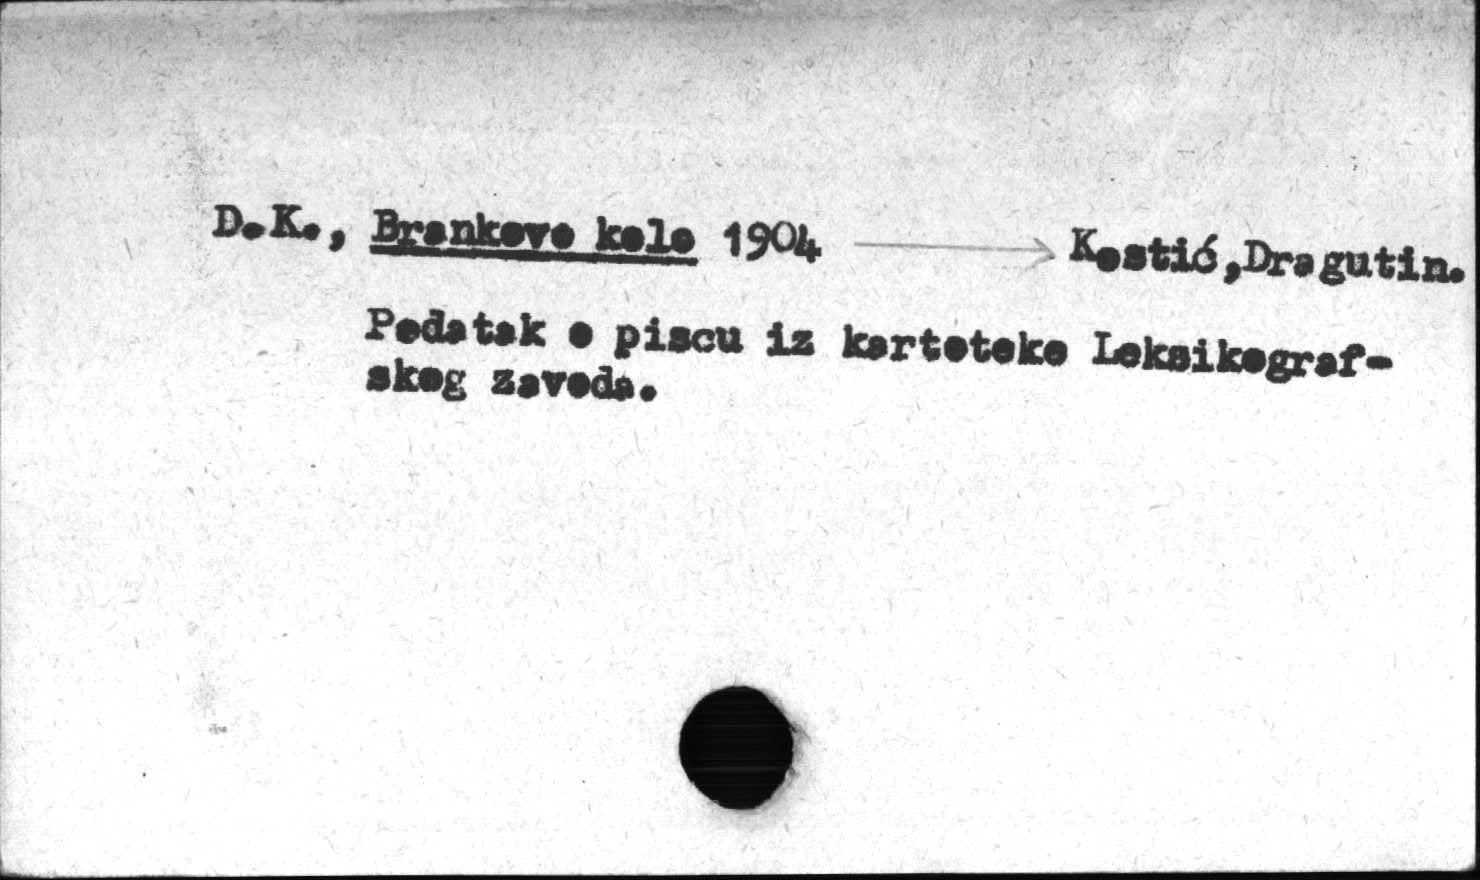 D.K., Brankovo kolo 1904 → Kostić,Dragutin.
Podatak o piscu iz kartoteke Leksikograf-
skog zavoda.